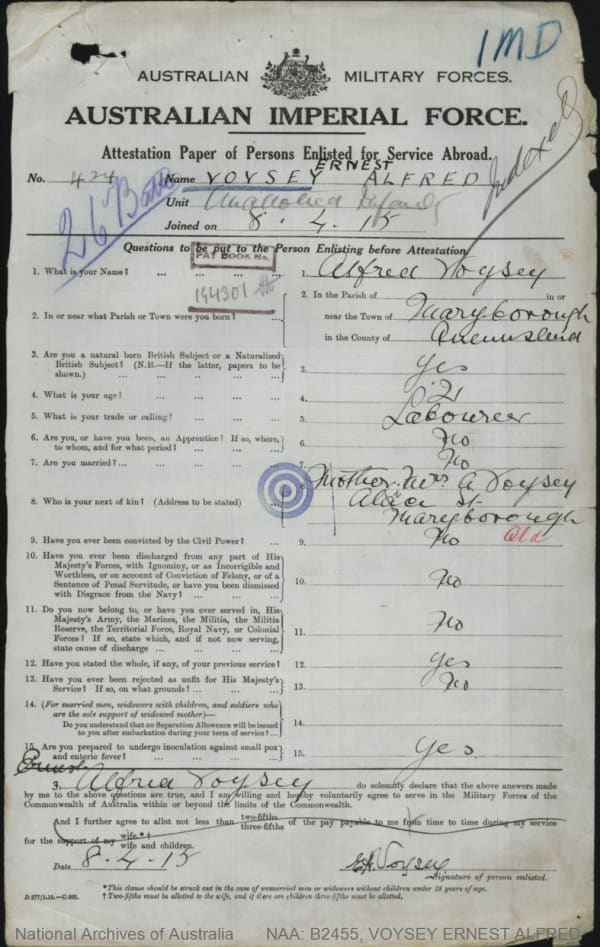 1MD
AUSTRALIAN MILITARY FORCES.
AUSTRALIAN IMPERIAL FORCE.
Attestation Paper of Persons Enlisted for Service Abroad.
ERNEST
No. 424 Name VOYSEY ALFRED
Indexed
26 Batt
Unit Unallotted Infantry
Joined on 8.4.15
Questions to be put to the Person Enlisting before Attestation.
PAY BOOK No.
194301
1. What is your Name? ... ... ... ... 1. Alfred Voysey
2. In or near what Parish or Town were you born? ... ... 2. In the Parish of in or
near the Town of Maryborough
in the County of Queensland
3. Are you a natural born British Subject or a Naturalized
British Subject? (N.B.—If the latter, papers to be
shown.) ... ... ... ... ... 3. Yes
4. What is your age? ... ... ... ... 4. 21
5. What is your trade or calling? ... ... ... 5. Labourer
6. Are you, or have you been, an Apprentice? If so, where,
to whom, and for what period? ... ... ... 6. No
7. Are you married?... ... ... ... ... 7. No
8. Who is your next of kin? (Address to be stated) ... 8. Mother. Mrs A Voysey
Alice St
Maryborough
Qld
9. Have you ever been convicted by the Civil Power? ... 9. No
10. Have you ever been discharged from any part of His
Majesty's Forces, with Ignominy, or as Incorrigible and
Worthless, or on account of Conviction of Felony, or of a
Sentence of Penal Servitude, or have you been dismissed
with Disgrace from the Navy? ... ... ... 10. No
11. Do you now belong to, or have you ever served in, His
Majesty's Army, the Marines, the Militia, the Militia
Reserve, the Territorial Force, Royal Navy, or Colonial
Forces? If so, state which, and if not now serving,
state cause of discharge ... ... ... ... 11. No
12. Have you stated the whole, if any, of your previous service? 12. Yes
13. Have you ever been rejected as unfit for His Majesty's
Service? If so, on what grounds? ... ... ... 13. No
14. (For married men, widowers with children, and soldiers who
are the sole support of widowed mother)—
Do you understand that no Separation Allowance will be issued
to you after embarkation during your term of service? ... 14.
15. Are you prepared to undergo inoculation against small pox
and enteric fever? ... ... ... ... 15. Yes.
Ernest
I, Alfred Voysey do solemnly declare that the above answers made
by me to the above questions are true, and I am willing and hereby voluntarily agree to serve in the Military Forces of the
Commonwealth of Australia within or beyond the limits of the Commonwealth.
And I further agree to allot not less than two-fifths three-fifths of the pay payable to me from time to time during my service
for the support of my wife.*† wife and children.
Date 8.4.15
E A Voysey
Signature of person enlisted.
*This clause should be struck out in the case of unmarried men or widowers without children under 18 years of age.
D.277/1.15.—C.961. † Two-fifths must be allotted to the wife, and if there are children three-fifths must be allotted.
National Archives of Australia NAA: B2455, VOYSEY ERNEST ALFRED